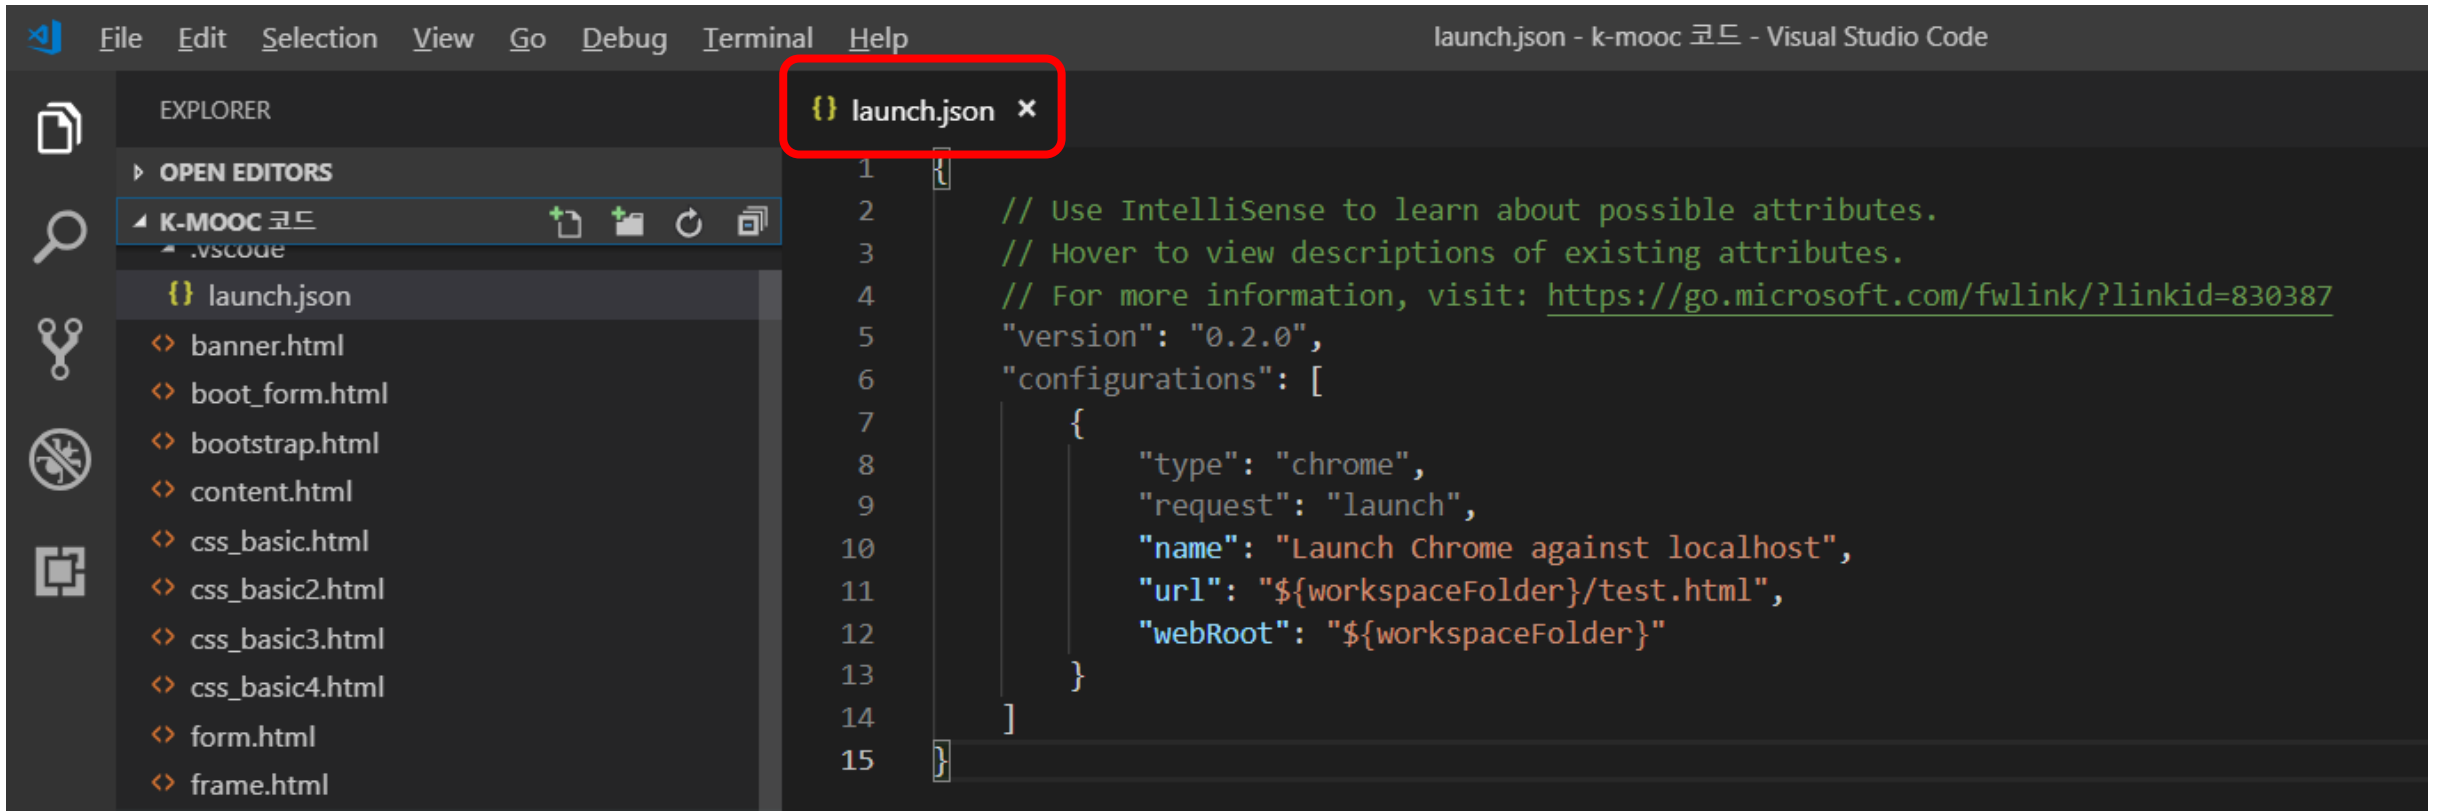 File Edit Selection View Go Debug Terminal Help
launch.json - k-mooc 코드 - Visual Studio Code
EXPLORER
OPEN EDITORS
K-MOOC 코드
.vscode
{} launch.json
<> banner.html
<> boot_form.html
<> bootstrap.html
<> content.html
<> css_basic.html
<> css_basic2.html
<> css_basic3.html
<> css_basic4.html
<> form.html
<> frame.html
{} launch.json ×
1 {
2 // Use IntelliSense to learn about possible attributes.
3 // Hover to view descriptions of existing attributes.
4 // For more information, visit: https://go.microsoft.com/fwlink/?linkid=830387
5 "version": "0.2.0",
6 "configurations": [
7 {
8 "type": "chrome",
9 "request": "launch",
10 "name": "Launch Chrome against localhost",
11 "url": "${workspaceFolder}/test.html",
12 "webRoot": "${workspaceFolder}"
13 }
14 ]
15 }